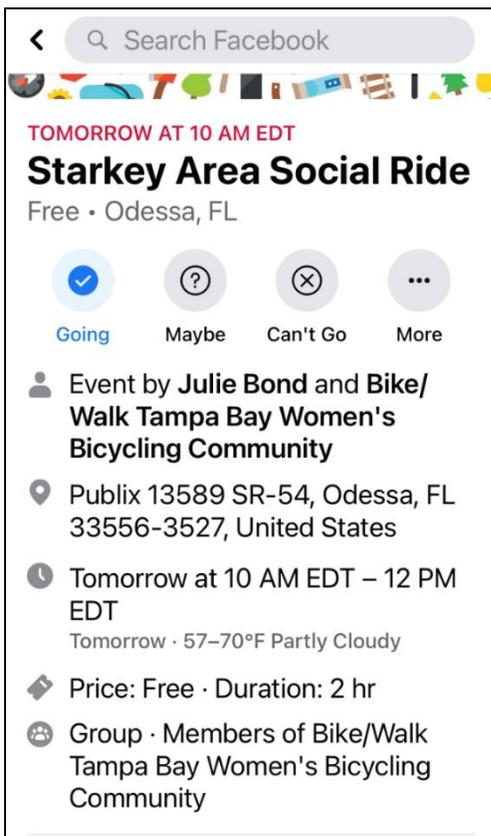 Search Facebook
TOMORROW AT 10 AM EDT
Starkey Area Social Ride
Free • Odessa, FL
Going Maybe Can't Go More
Event by Julie Bond and Bike/
Walk Tampa Bay Women's
Bicycling Community
Publix 13589 SR-54, Odessa, FL
33556-3527, United States
Tomorrow at 10 AM EDT – 12 PM
EDT
Tomorrow · 57–70°F Partly Cloudy
Price: Free · Duration: 2 hr
Group · Members of Bike/Walk
Tampa Bay Women's Bicycling
Community